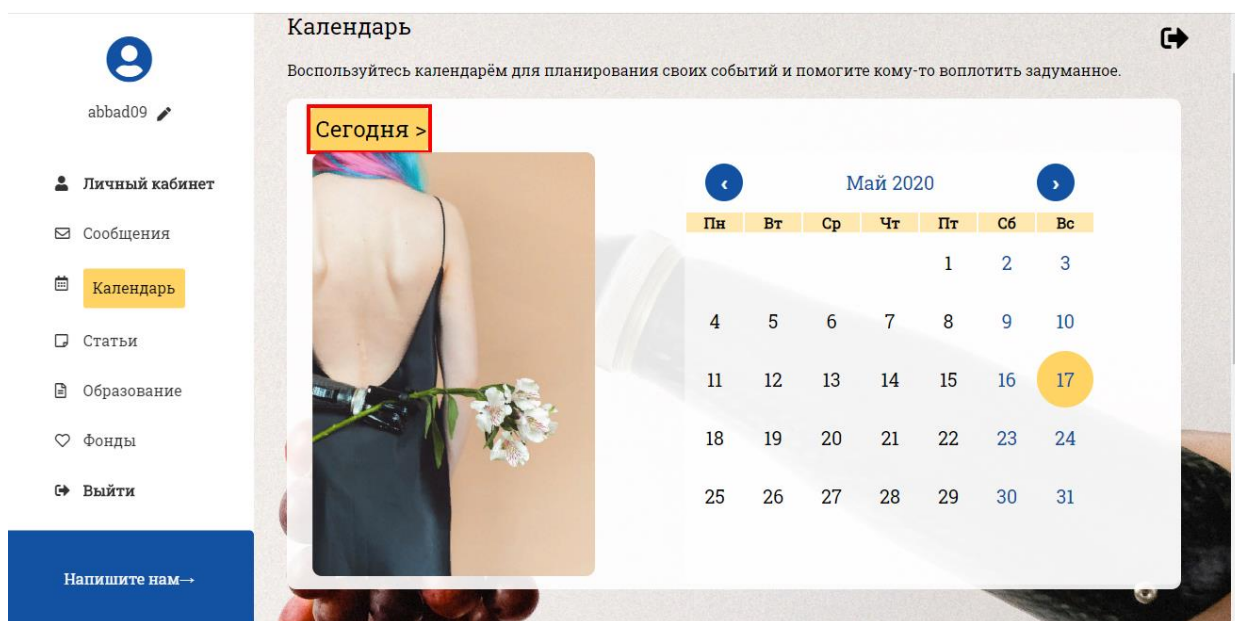 abbad09
Личный кабинет
Сообщения
Календарь
Статьи
Образование
Фонды
Выйти
Напишите нам→
Календарь
Воспользуйтесь календарём для планирования своих событий и помогите кому-то воплотить задуманное.
Сегодня >
‹ Май 2020 ›
Пн Вт Ср Чт Пт Сб Вс
1 2 3
4 5 6 7 8 9 10
11 12 13 14 15 16 17
18 19 20 21 22 23 24
25 26 27 28 29 30 31